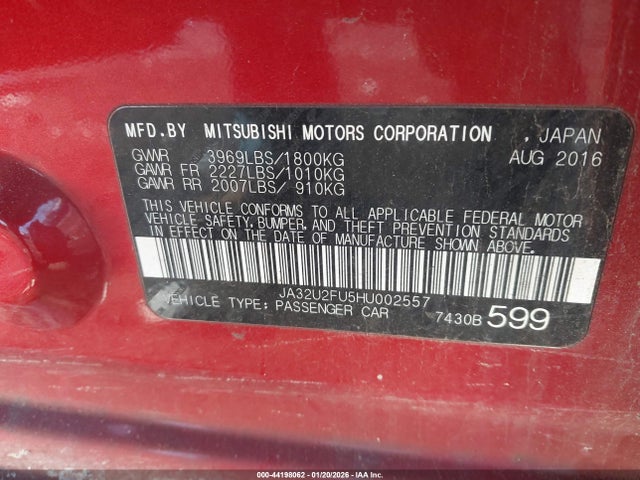 MFD.BY MITSUBISHI MOTORS CORPORATION , JAPAN
GVWR 3969LBS/1800KG AUG 2016
GAWR FR 2227LBS/1010KG
GAWR RR 2007LBS/ 910KG
THIS VEHICLE CONFORMS TO ALL APPLICABLE FEDERAL MOTOR
VEHICLE SAFETY, BUMPER, AND THEFT PREVENTION STANDARDS
IN EFFECT ON THE DATE OF MANUFACTURE SHOWN ABOVE.
JA32U2FU5HU002557
VEHICLE TYPE: PASSENGER CAR 7430B 599
000-44198062 - 01/20/2026 - IAA Inc.